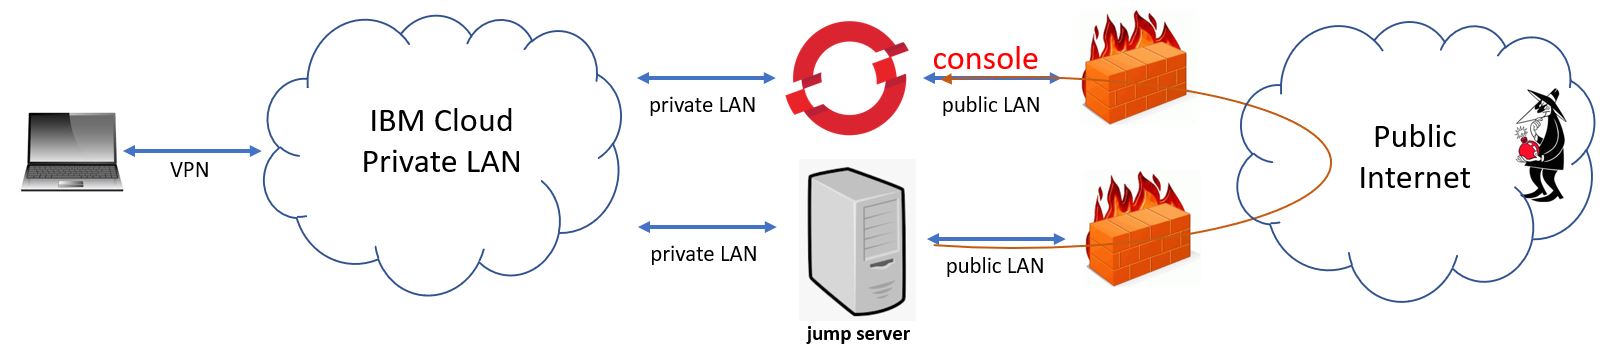 VPN
IBM Cloud
Private LAN
private LAN
private LAN
jump server
console
public LAN
public LAN
Public
Internet